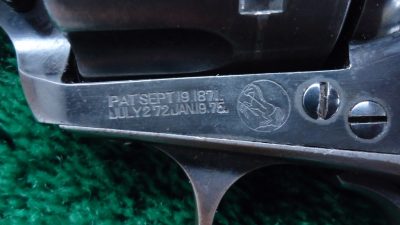 PAT. SEPT. 19. 1871.
JULY 2. 72. JAN. 19. 75.